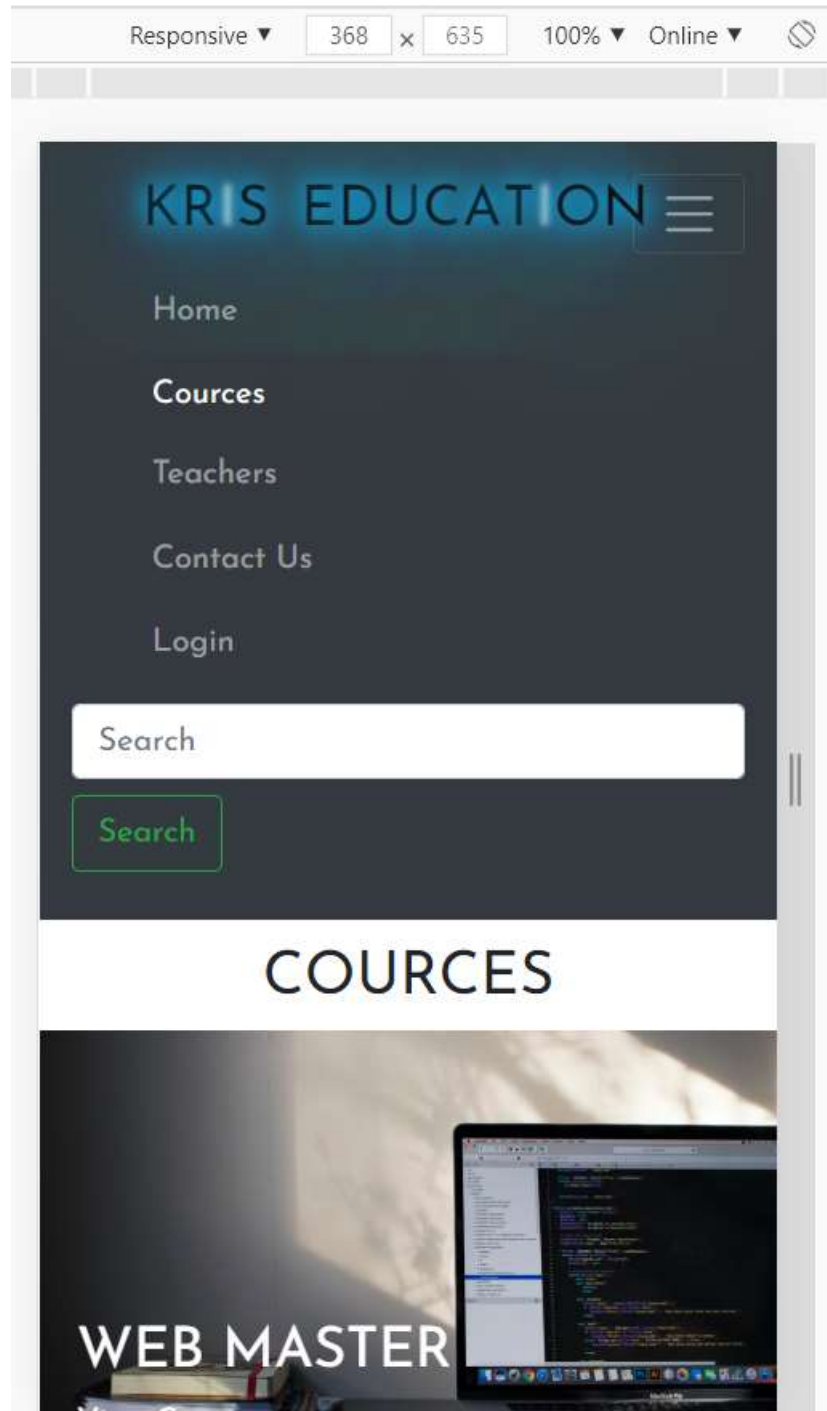 Responsive ▼ 368 × 635 100% ▼ Online ▼
KRIS EDUCATION
Home
Cources
Teachers
Contact Us
Login
Search
Search
COURCES
WEB MASTER